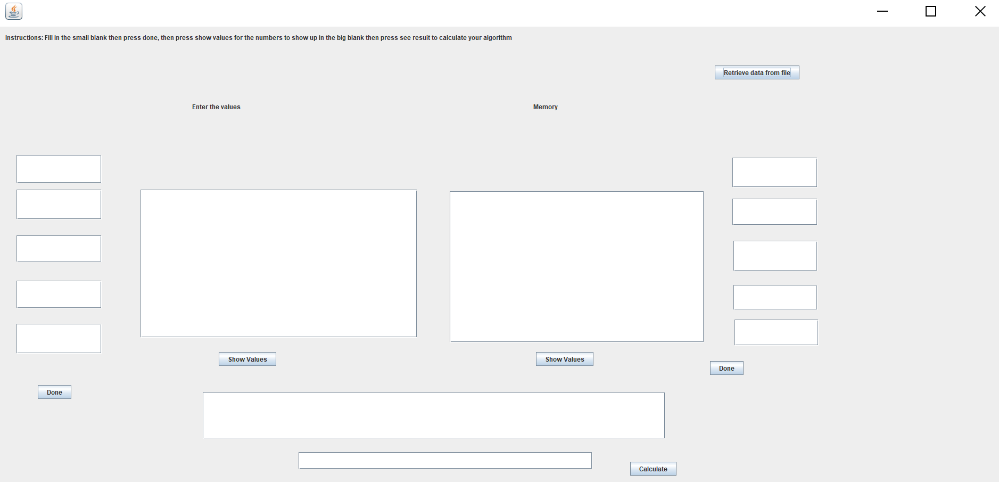 Instructions: Fill in the small blank then press done, then press show values for the numbers to show up in the big blank then press see result to calculate your algorithm
Retrieve data from file
Enter the values
Memory
Show Values
Show Values
Done
Done
Calculate